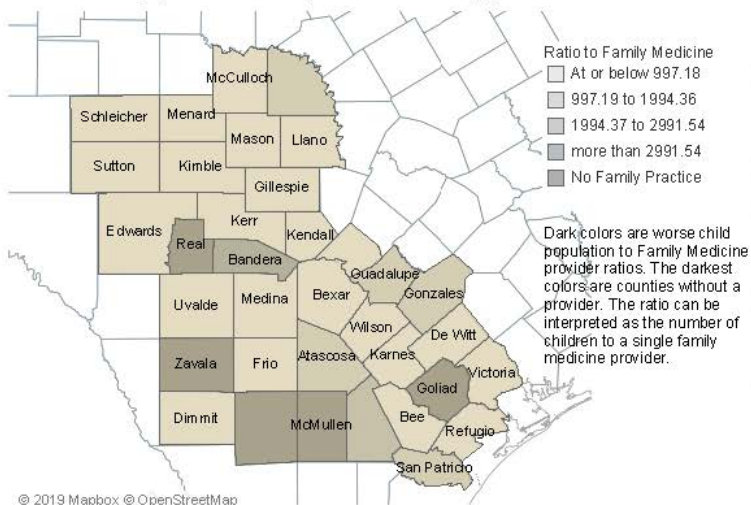 McCulloch
Schleicher
Menard
Mason
Llano
Sutton
Kimble
Gillespie
Edwards
Kerr
Kendall
Real
Bandera
Guadalupe
Gonzales
Uvalde
Medina
Bexar
Wilson
De Witt
Zavala
Frio
Atascosa
Karnes
Victoria
Goliad
Dimmit
McMullen
Bee
Refugio
San Patricio
© 2019 Mapbox © OpenStreetMap
Ratio to Family Medicine
At or below 997.18
997.19 to 1994.36
1994.37 to 2991.54
more than 2991.54
No Family Practice
Dark colors are worse child
population to Family Medicine
provider ratios. The darkest
colors are counties without a
provider. The ratio can be
interpreted as the number of
children to a single family
medicine provider.